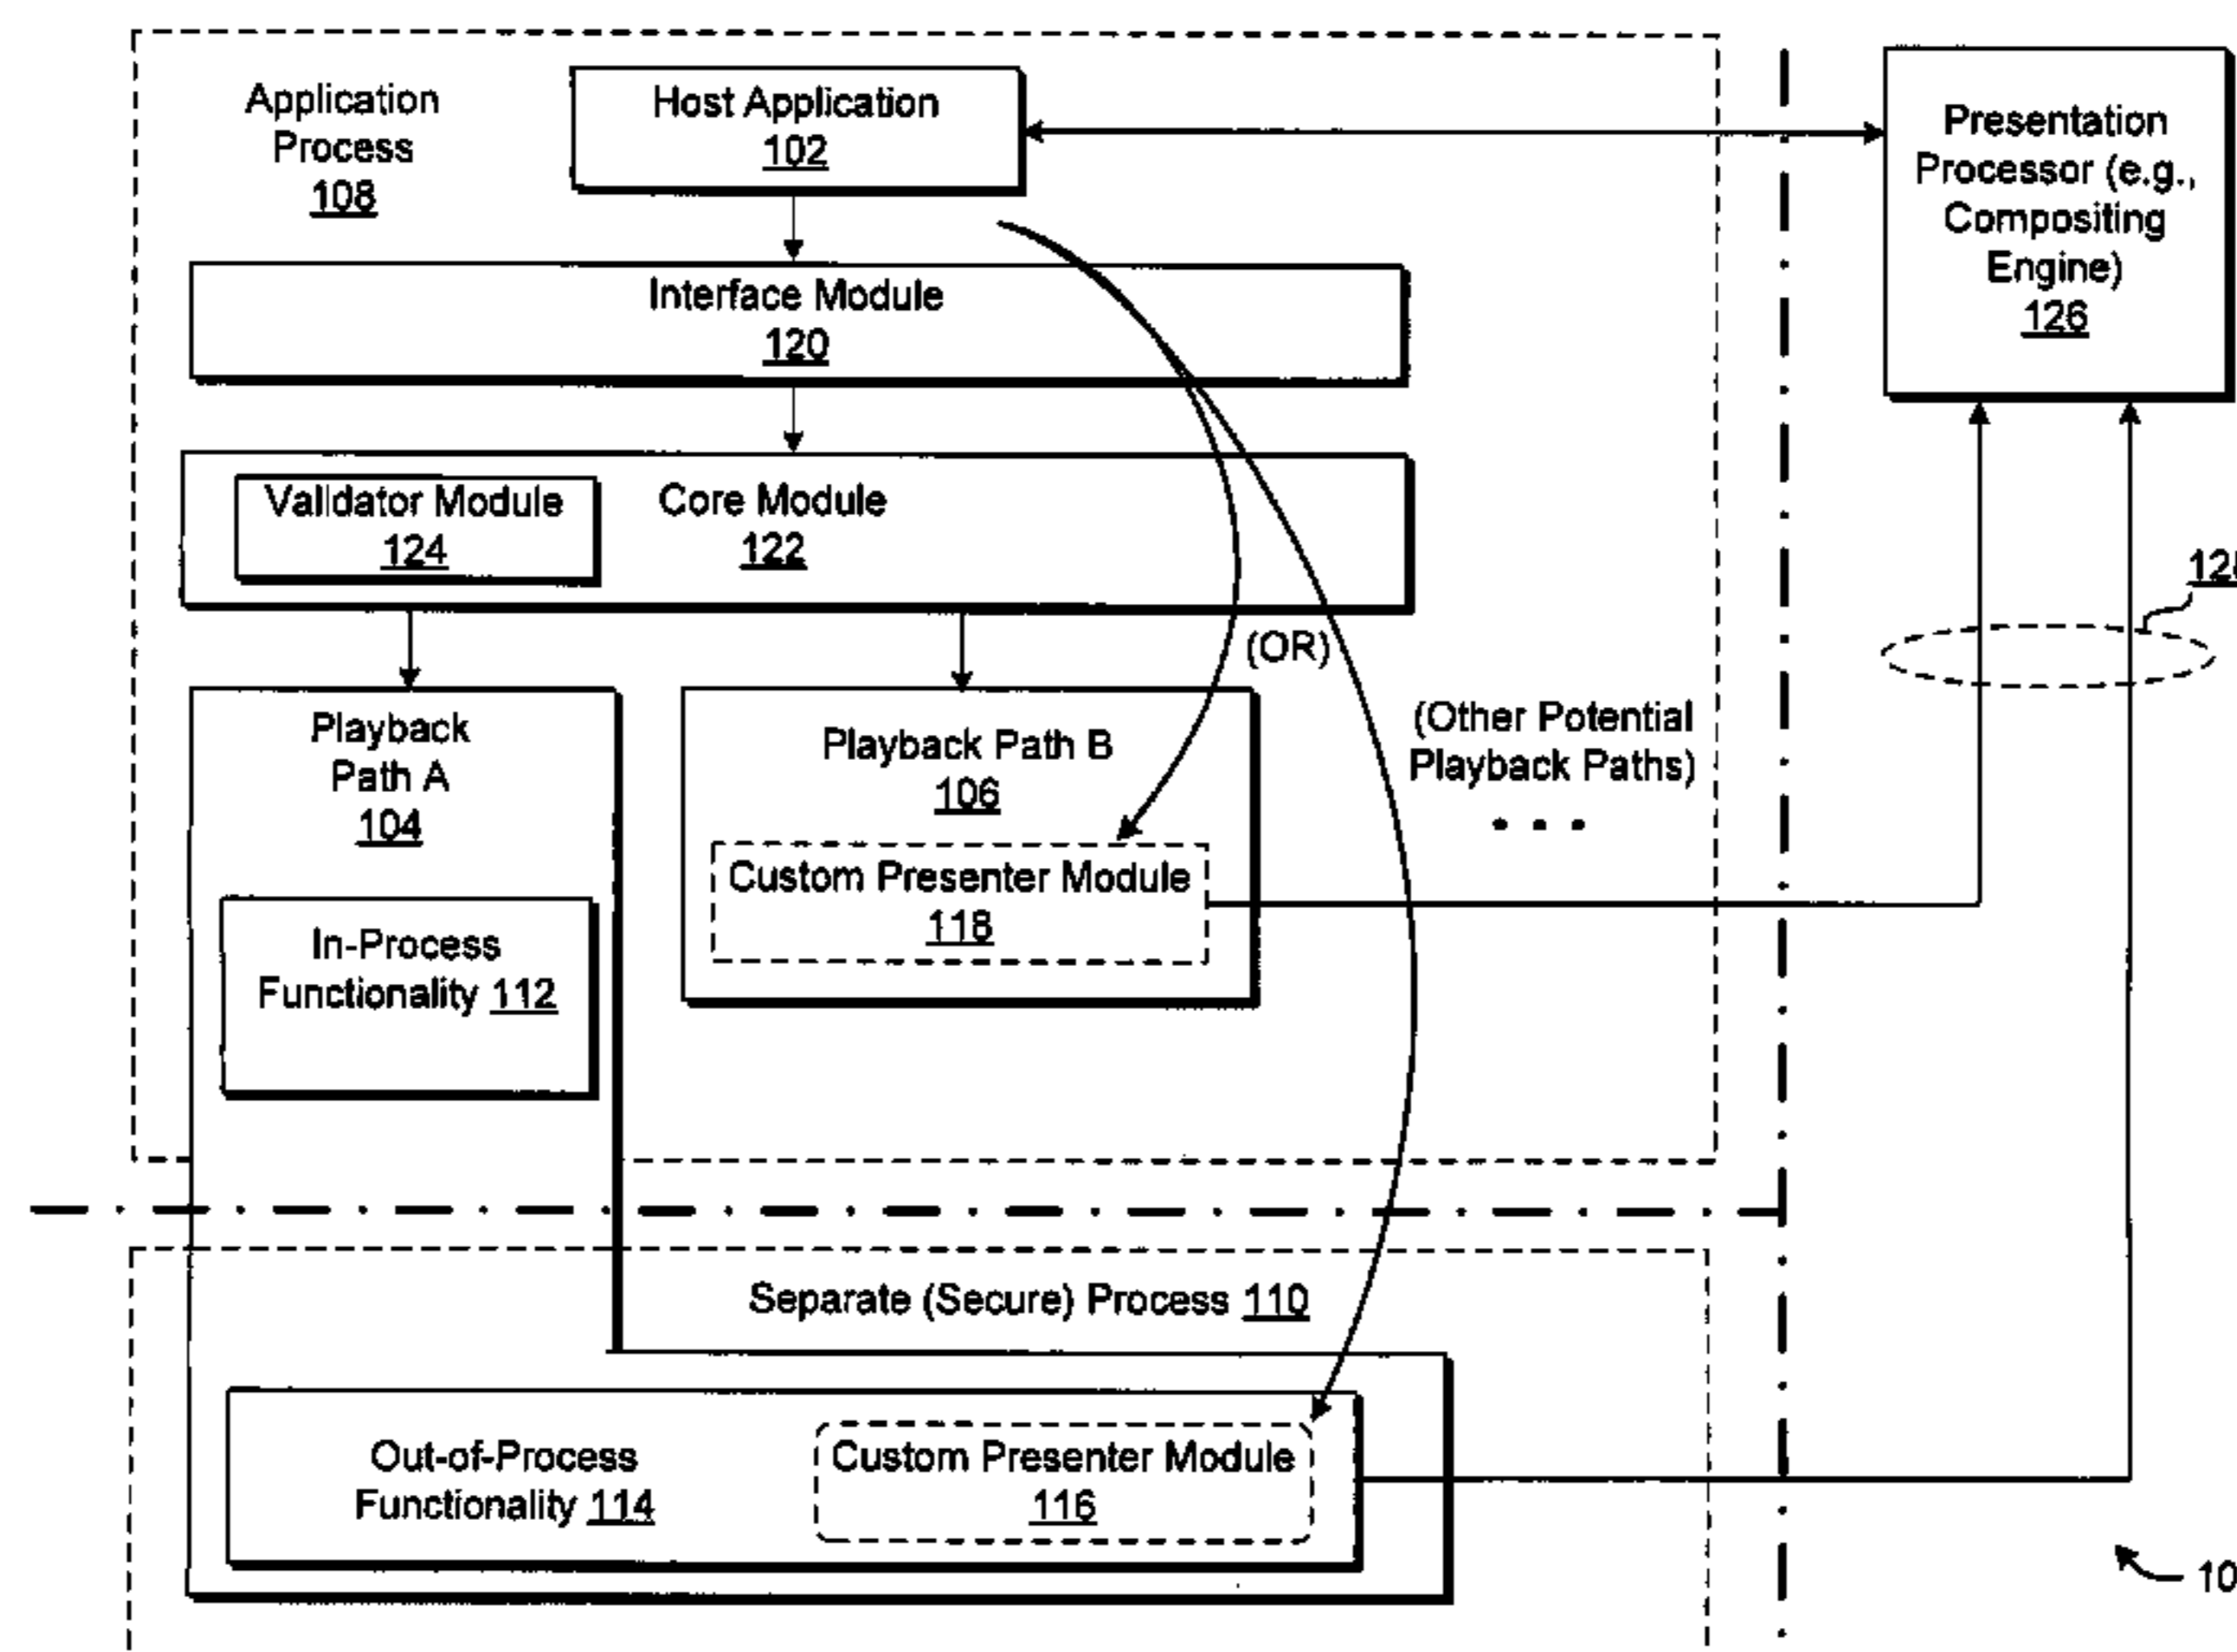 Application
Process
108
Host Application
102
Presentation
Processor (e.g.,
Compositing
Engine)
126
Interface Module
120
Validator Module
124
Core Module
122
(OR)
Playback
Path A
104
Playback Path B
106
(Other Potential
Playback Paths)
. . .
Custom Presenter Module
118
In-Process
Functionality 112
Separate (Secure) Process 110
Out-of-Process
Functionality 114
Custom Presenter Module
116